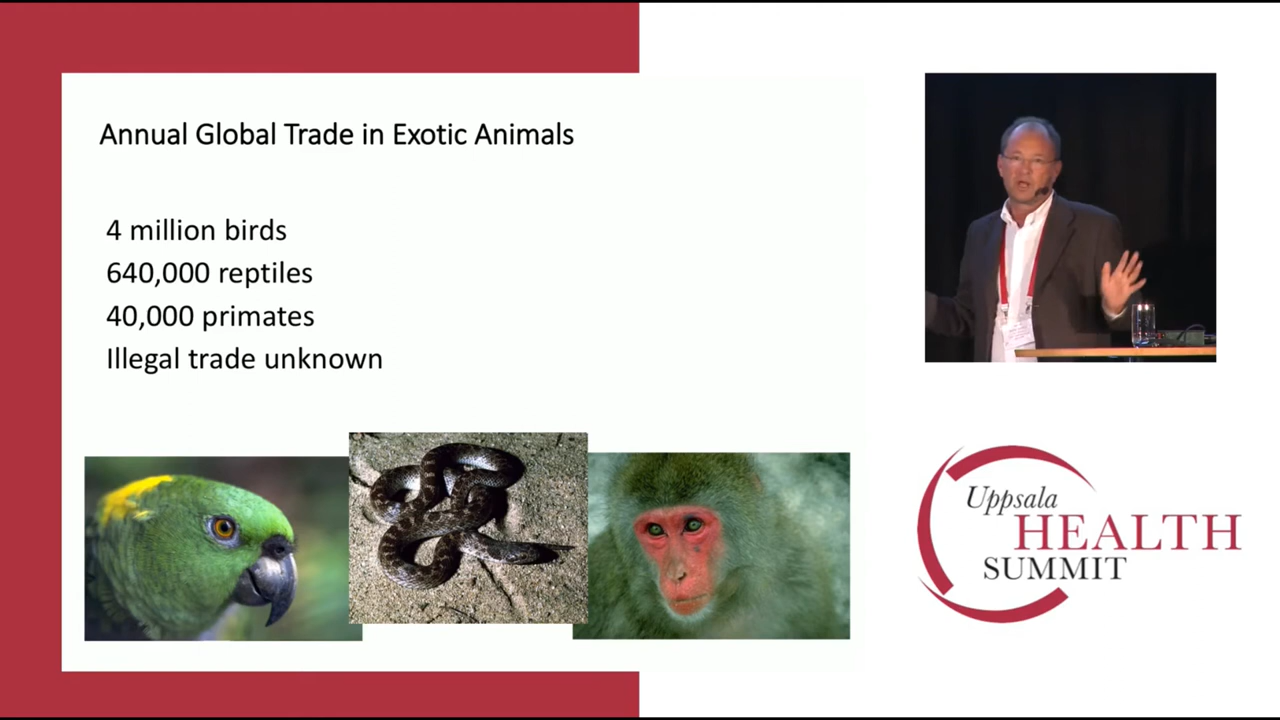 Annual Global Trade in Exotic Animals
4 million birds
640,000 reptiles
40,000 primates
Illegal trade unknown
Uppsala
HEALTH
SUMMIT